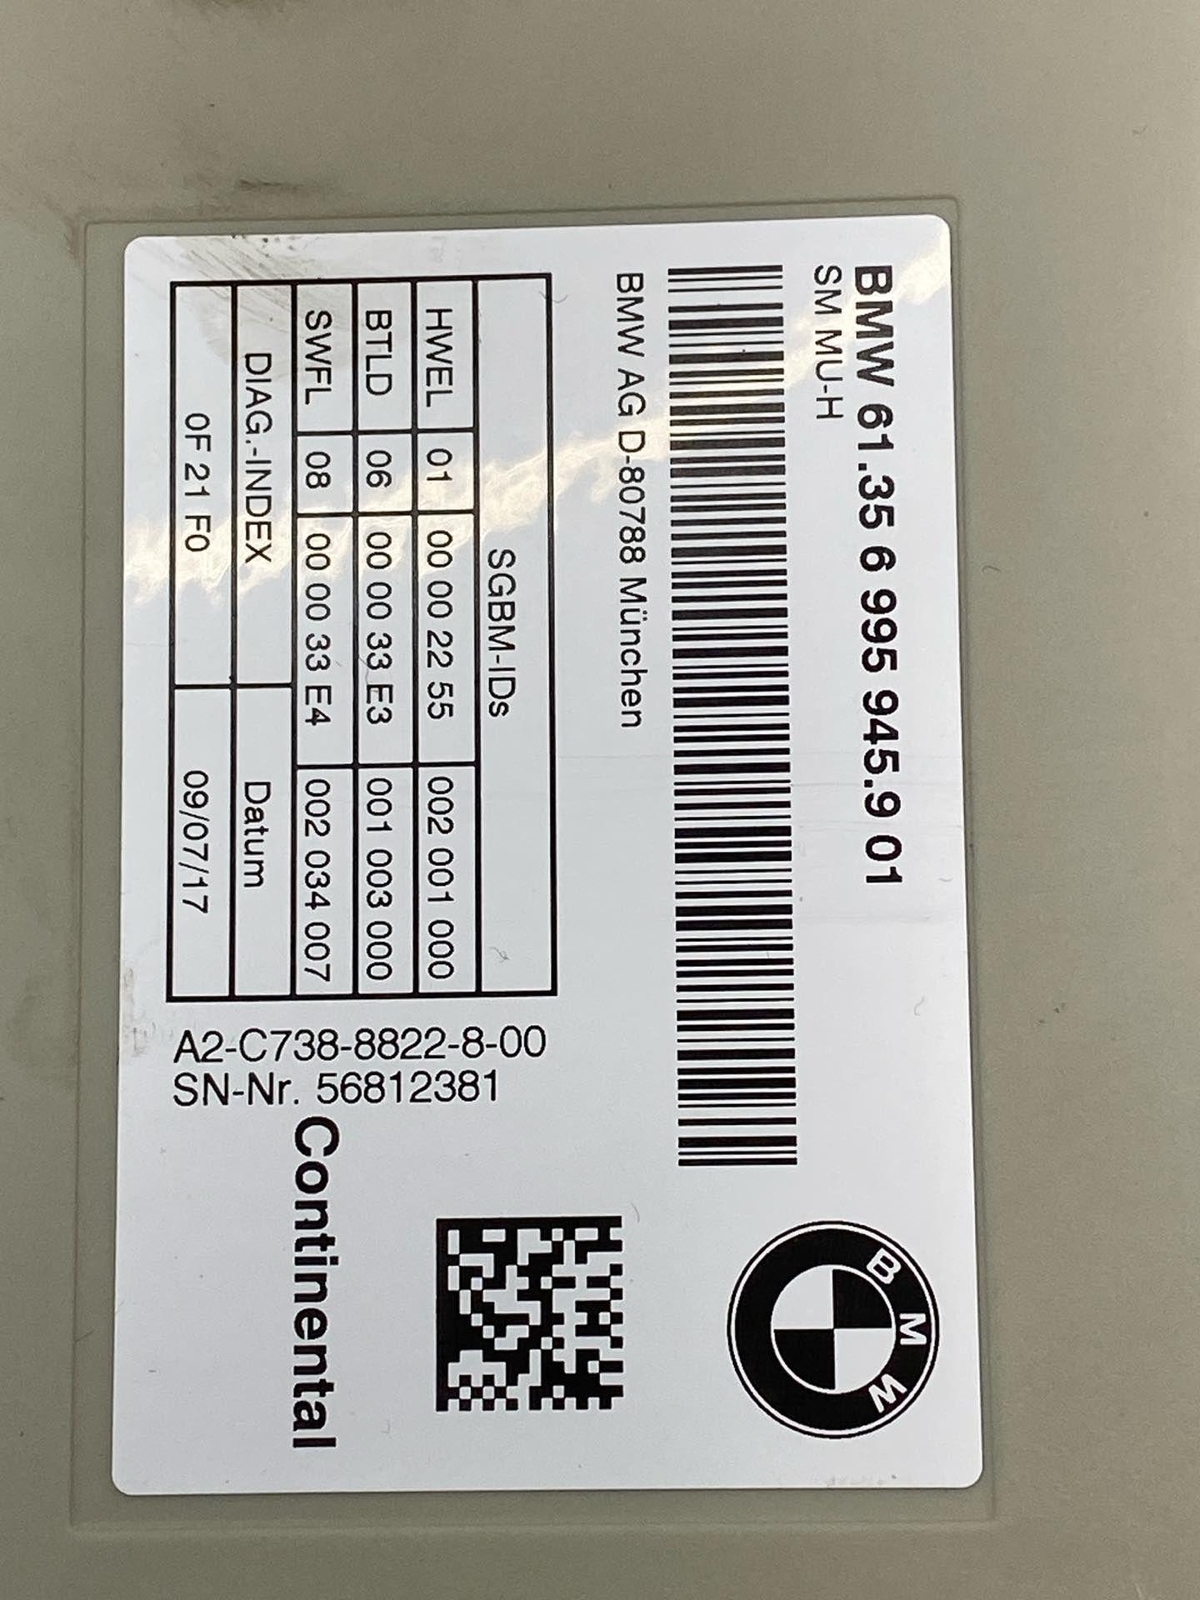 BMW 61.35 6 995 945.9 01
SM MU-H
BMW AG D-80788 München
SGBM-IDs
HWEL 01 00 00 22 55 002 001 000
BTLD 06 00 00 33 E3 001 003 000
SWFL 08 00 00 33 E4 002 034 007
DIAG.-INDEX Datum
0F 21 F0 09/07/17
A2-C738-8822-8-00
SN-Nr. 56812381
Continental
BMW